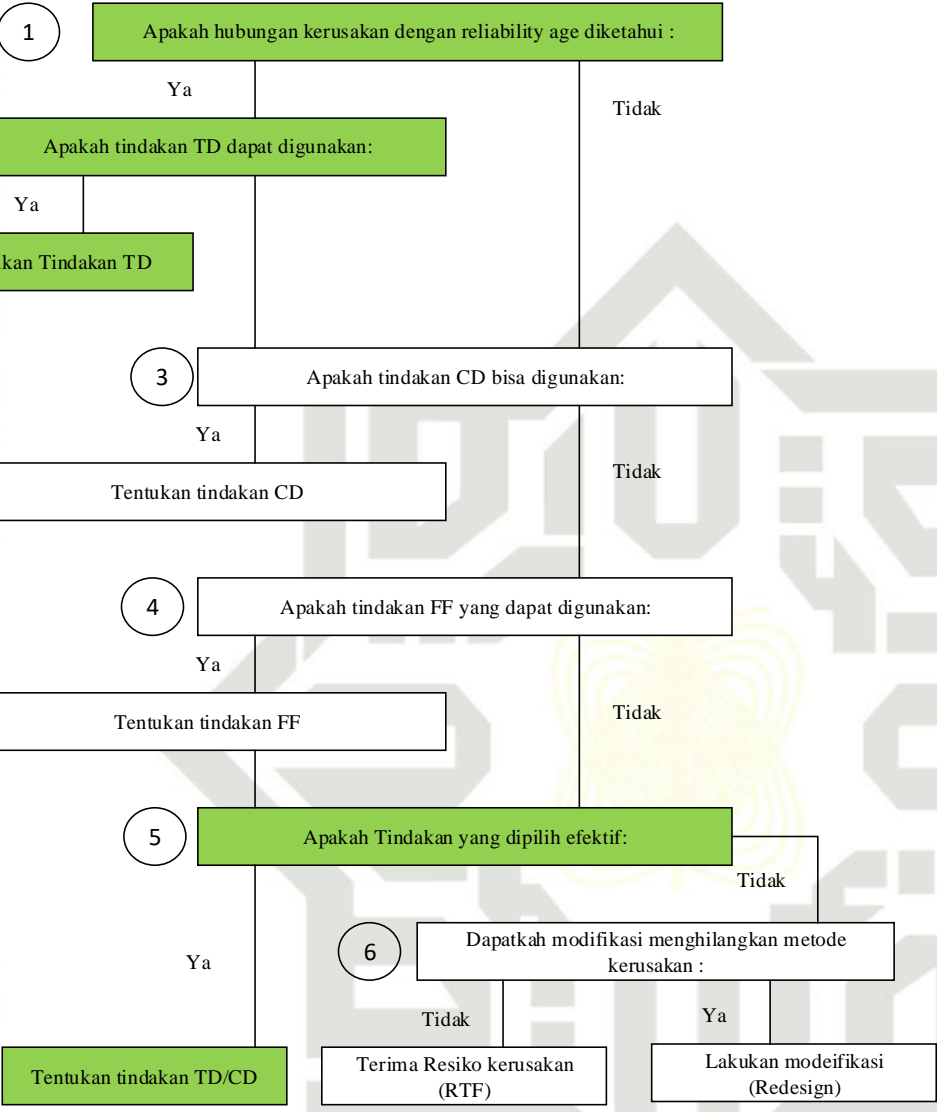 1
Apakah hubungan kerusakan dengan reliability age diketahui :
Ya
Tidak
Apakah tindakan TD dapat digunakan:
Ya
kan Tindakan TD
3
Apakah tindakan CD bisa digunakan:
Ya
Tidak
Tentukan tindakan CD
4
Apakah tindakan FF yang dapat digunakan:
Ya
Tidak
Tentukan tindakan FF
5
Apakah Tindakan yang dipilih efektif:
Tidak
Ya
6
Dapatkah modifikasi menghilangkan metode
kerusakan :
Tidak
Ya
Tentukan tindakan TD/CD
Terima Resiko kerusakan
(RTF)
Lakukan modeifikasi
(Redesign)